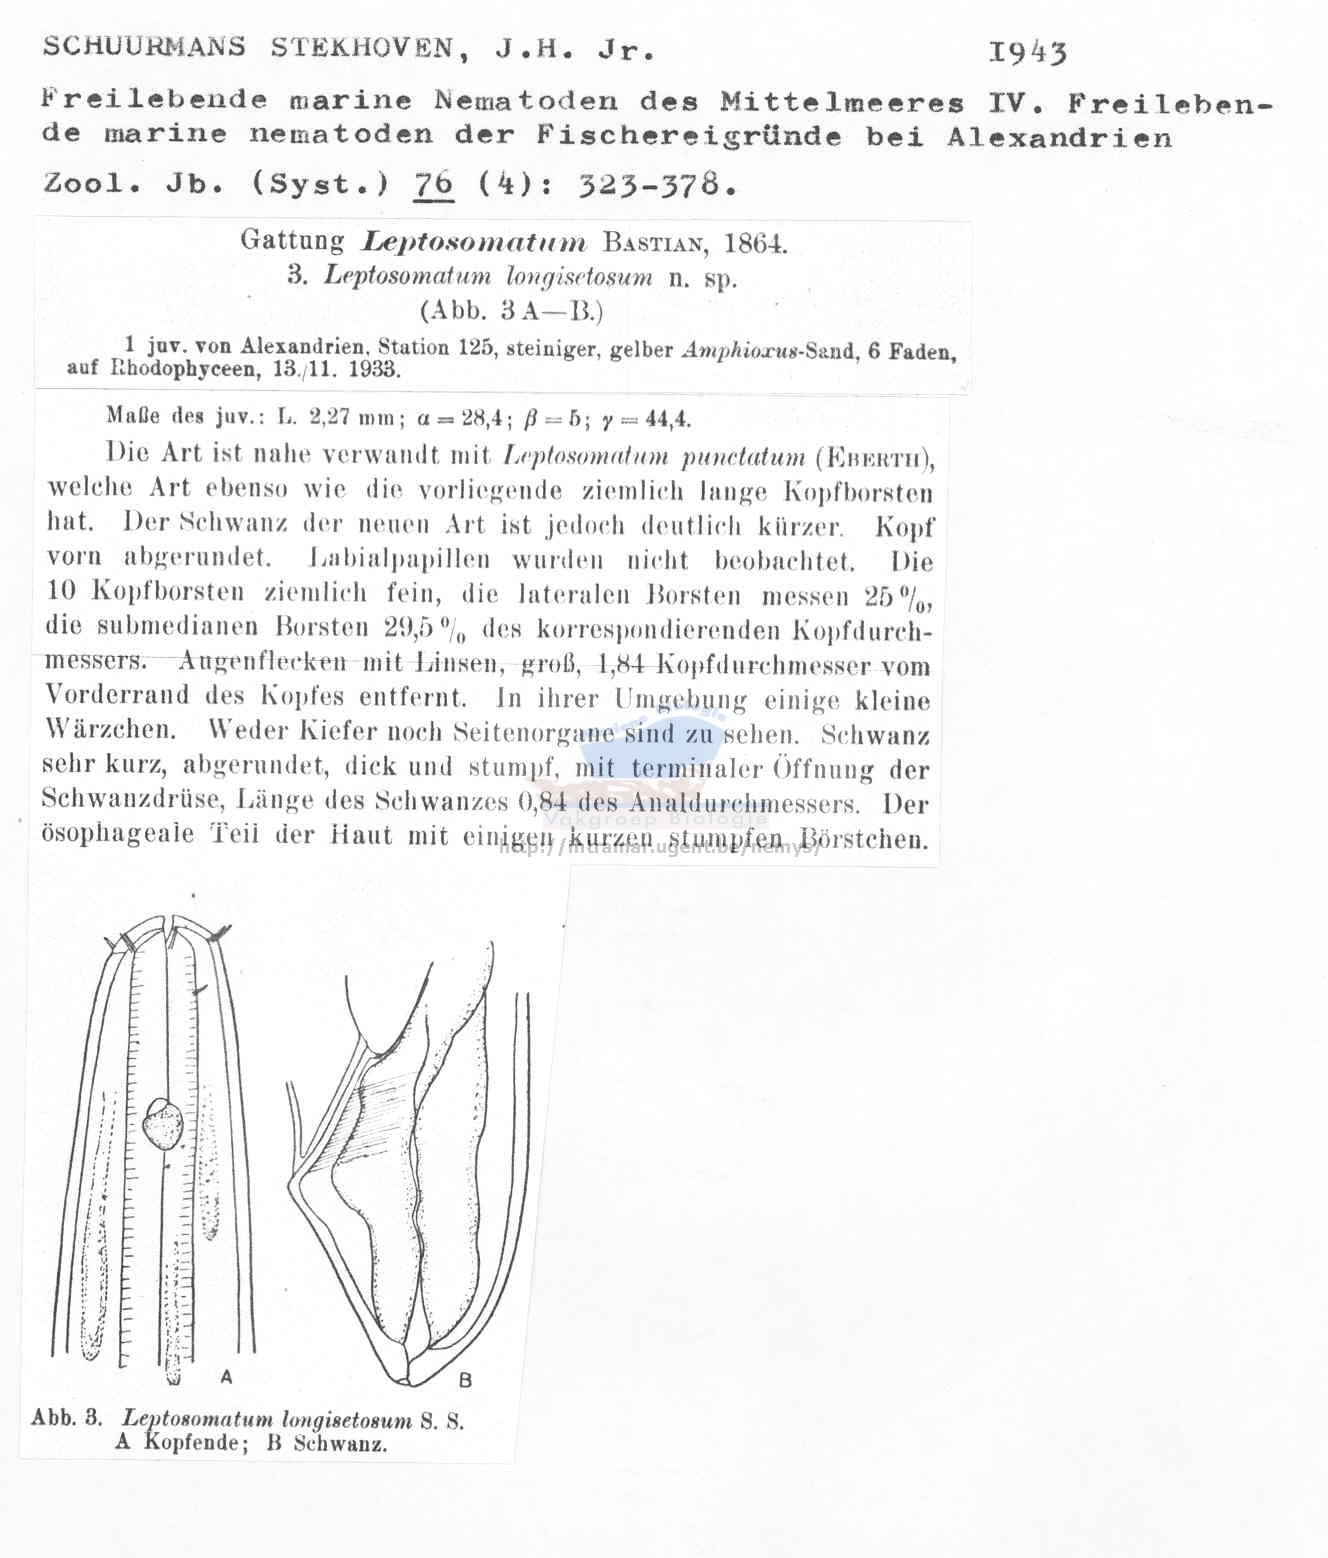 SCHUURMANS STEKHOVEN, J.H. Jr. 1943
Freilebende marine Nematoden des Mittelmeeres IV. Freileben-
de marine nematoden der Fischereigründe bei Alexandrien
Zool. Jb. (Syst.) 76 (4): 323-378.
Gattung Leptosomatum BASTIAN, 1864.
3. Leptosomatum longisetosum n. sp.
(Abb. 3 A—B.)
1 juv. von Alexandrien, Station 125, steiniger, gelber Amphioxus-Sand, 6 Faden,
auf Rhodophyceen, 13./11. 1933.
Maße des juv.: L. 2,27 mm; α = 28,4; β = 5; γ = 44,4.
Die Art ist nahe verwandt mit Leptosomatum punctatum (EBERTH),
welche Art ebenso wie die vorliegende ziemlich lange Kopfborsten
hat. Der Schwanz der neuen Art ist jedoch deutlich kürzer. Kopf
vorn abgerundet. Labialpapillen wurden nicht beobachtet. Die
10 Kopfborsten ziemlich fein, die lateralen Borsten messen 25%,
die submedianen Borsten 29,5% des korrespondierenden Kopfdurch-
messers. Augenflecken mit Linsen, groß, 1,84 Kopfdurchmesser vom
Vorderrand des Kopfes entfernt. In ihrer Umgebung einige kleine
Wärzchen. Weder Kiefer noch Seitenorgane sind zu sehen. Schwanz
sehr kurz, abgerundet, dick und stumpf, mit terminaler Öffnung der
Schwanzdrüse, Länge des Schwanzes 0,84 des Analdurchmessers. Der
ösophageale Teil der Haut mit einigen kurzen stumpfen Börstchen.
Vakgroep Biologie
http://intramar.ugent.be/nemys/
A
B
Abb. 3. Leptosomatum longisetosum S. S.
A Kopfende; B Schwanz.